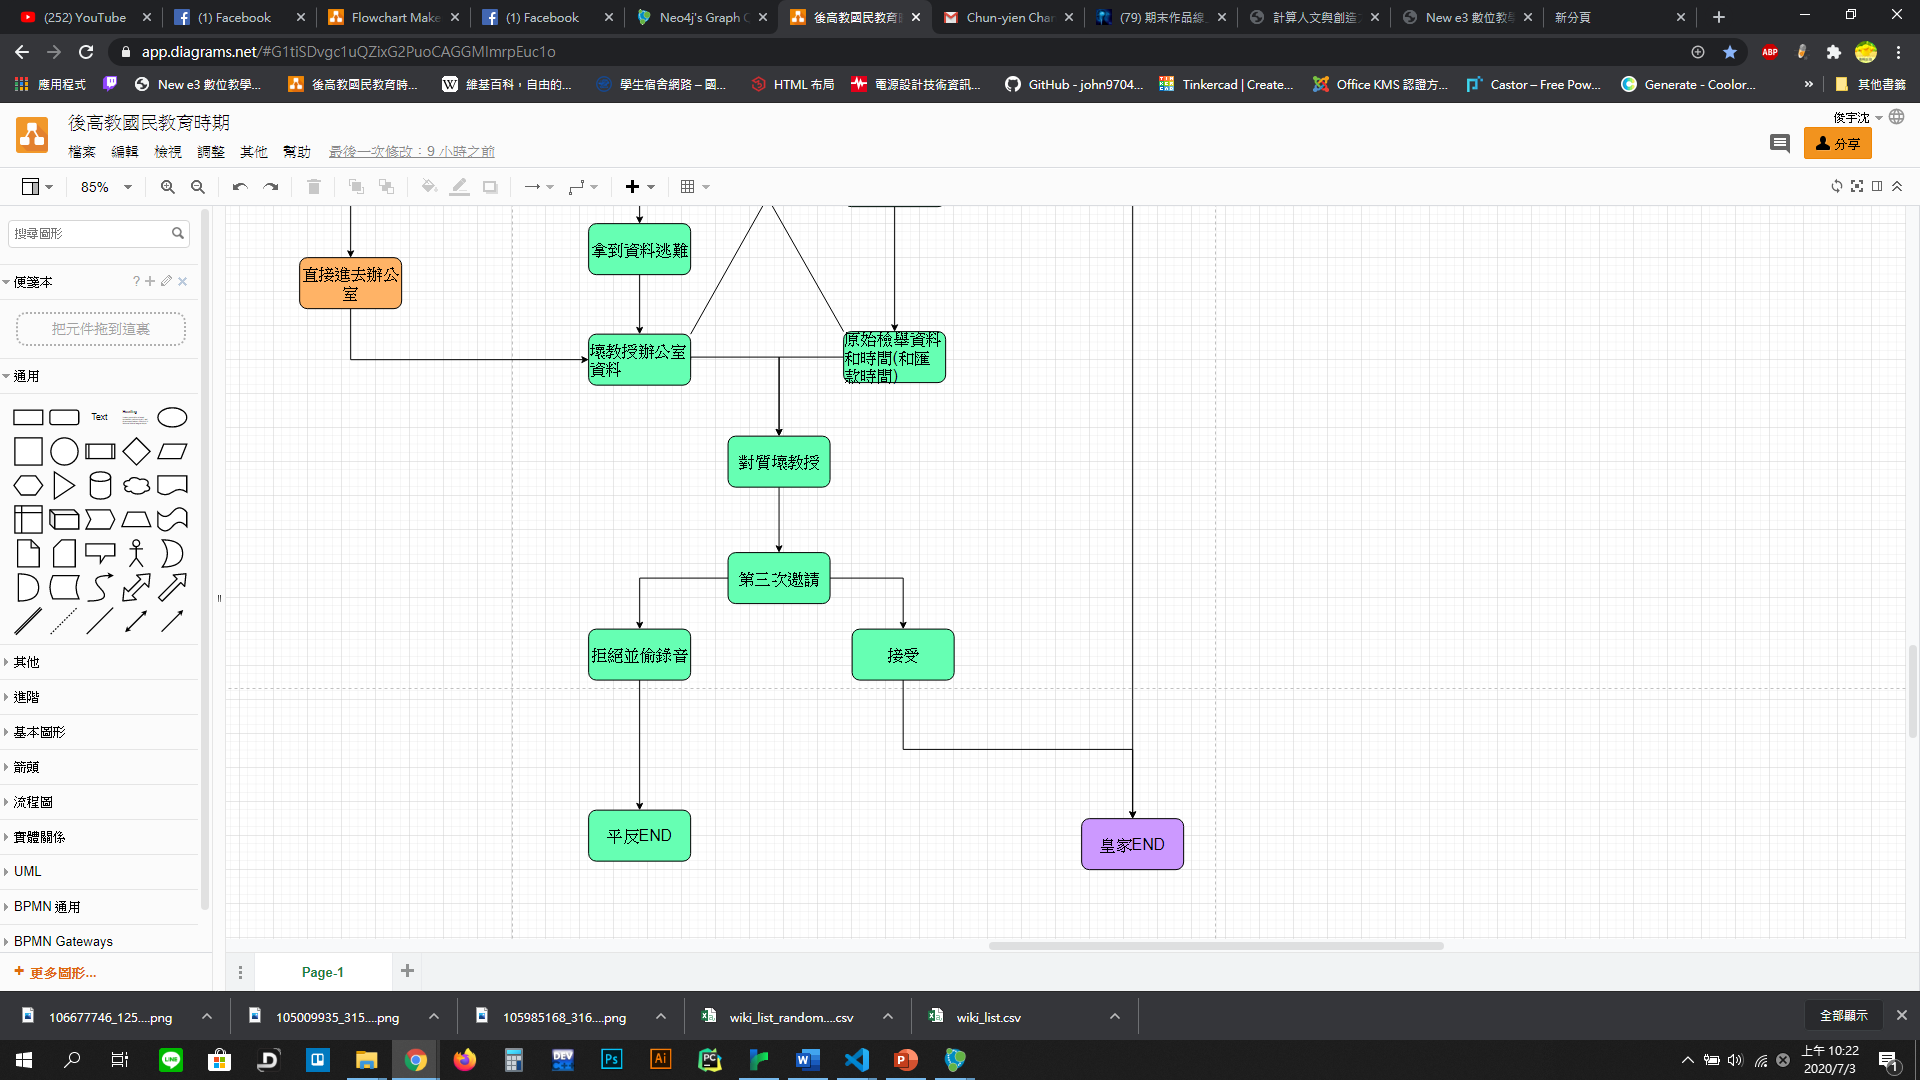 (252) YouTube
(1) Facebook
Flowchart Make
(1) Facebook
Neo4j's Graph
後高教國民教育
Chun-yien Cha
(79) 期末作品線
計算人文與創造
New e3 數位教
新分頁
app.diagrams.net/#G1tiSDvgc1uQZixG2PuoCAGGMImrpEuc1o
ABP
應用程式
New e3 數位教學...
後高教國民教育時...
維基百科，自由的...
學生宿舍網路 – 國...
HTML 布局
電源設計技術資訊...
GitHub - john9704...
Tinkercad | Create...
Office KMS 認證方...
Castor – Free Pow...
Generate - Coolor...
»
其他書籤
後高教國民教育時期
俊宇沈
檔案 編輯 檢視 調整 其他 幫助 最後一次修改：9 小時之前
分享
85%
搜尋圖形
便箋本
把元件拖到這裏
通用
Text
Heading
其他
進階
基本圖形
箭頭
流程圖
實體關係
UML
BPMN 通用
BPMN Gateways
+ 更多圖形...
拿到資料逃難
直接進去辦公
室
壞教授辦公室
資料
原始檢舉資料
和時間(和匯
款時間)
對質壞教授
第三次邀請
拒絕並偷錄音
接受
平反END
皇家END
Page-1
106677746_125....png
105009935_315....png
105985168_316....png
wiki_list_random....csv
wiki_list.csv
全部顯示
LINE
DEV
Ps
Ai
PC
上午 10:22
2020/7/3
1